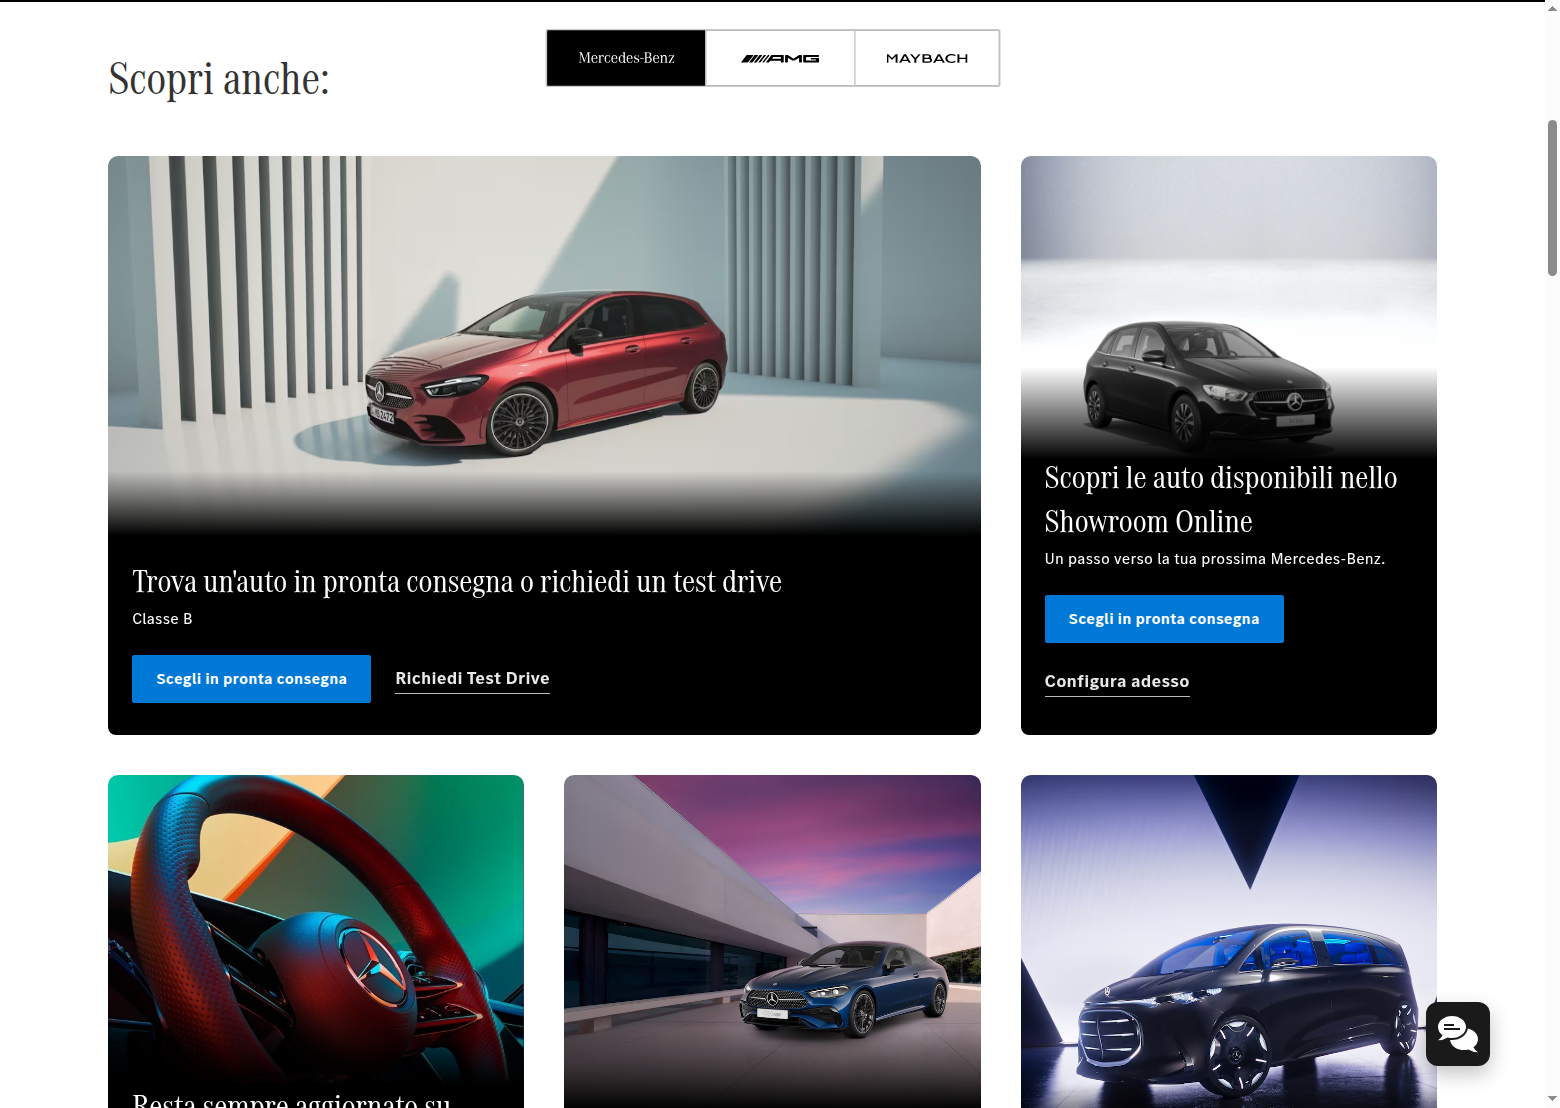 Scopri anche:
Mercedes-Benz
AMG
MAYBACH
Trova un'auto in pronta consegna o richiedi un test drive
Classe B
Scegli in pronta consegna
Richiedi Test Drive
Scopri le auto disponibili nello
Showroom Online
Un passo verso la tua prossima Mercedes-Benz.
Scegli in pronta consegna
Configura adesso
Resta sempre aggiornato su